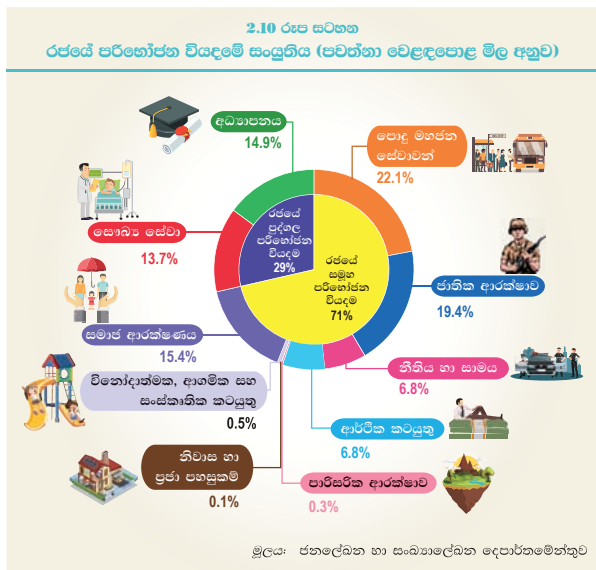 2.10 රූප සටහන
රජයේ පරිභෝජන වියදමේ සංයුතිය (පවත්නා වෙළඳපොළ මිල අනුව)
අධ්‍යාපනය
14.9%
පොදු මහජන
සේවාවන්
22.1%
සෞඛ්‍ය සේවා
13.7%
රජයේ
පුද්ගල
පරිභෝජන
වියදම
29%
රජයේ
සමූහ
පරිභෝජන
වියදම
71%
ජාතික ආරක්ෂාව
19.4%
සමාජ ආරක්ෂණය
15.4%
නීතිය හා සාමය
6.8%
විනෝදාත්මක, ආගමික සහ
සංස්කෘතික කටයුතු
0.5%
ආර්ථික කටයුතු
6.8%
නිවාස හා
ප්‍රජා පහසුකම්
0.1%
පාරිසරික ආරක්ෂාව
0.3%
මූලය: ජනලේඛන හා සංඛ්‍යාලේඛන දෙපාර්තමේන්තුව